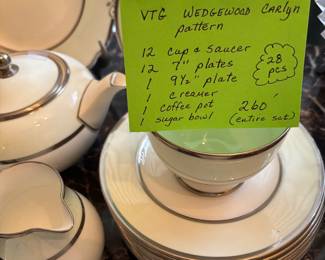 VTG WEDGEWOOD Carlyn
pattern
12 cup & saucer
12 7" plates
1 9½" plate
1 creamer
1 coffee pot
1 sugar bowl
28
pcs
260
(entire set)